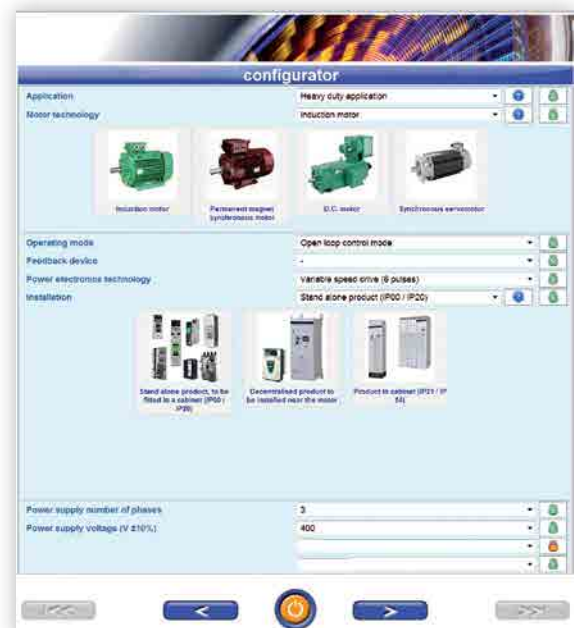 configurator
Application Heavy duty application
Motor technology Induction motor
Induction motor
Permanent magnet synchronous motor
D.C. motor
Synchronous servomotor
Operating mode Open loop control mode
Feedback device -
Power electronics technology Variable speed drive (6 pulses)
Installation Stand alone product (IP00 / IP20)
Stand alone product, to be fitted in a cabinet (IP00 / IP20)
Decentralised product to be installed near the motor
Product in cabinet (IP21 / IP 54)
Power supply number of phases 3
Power supply voltage (V ±10%) 400